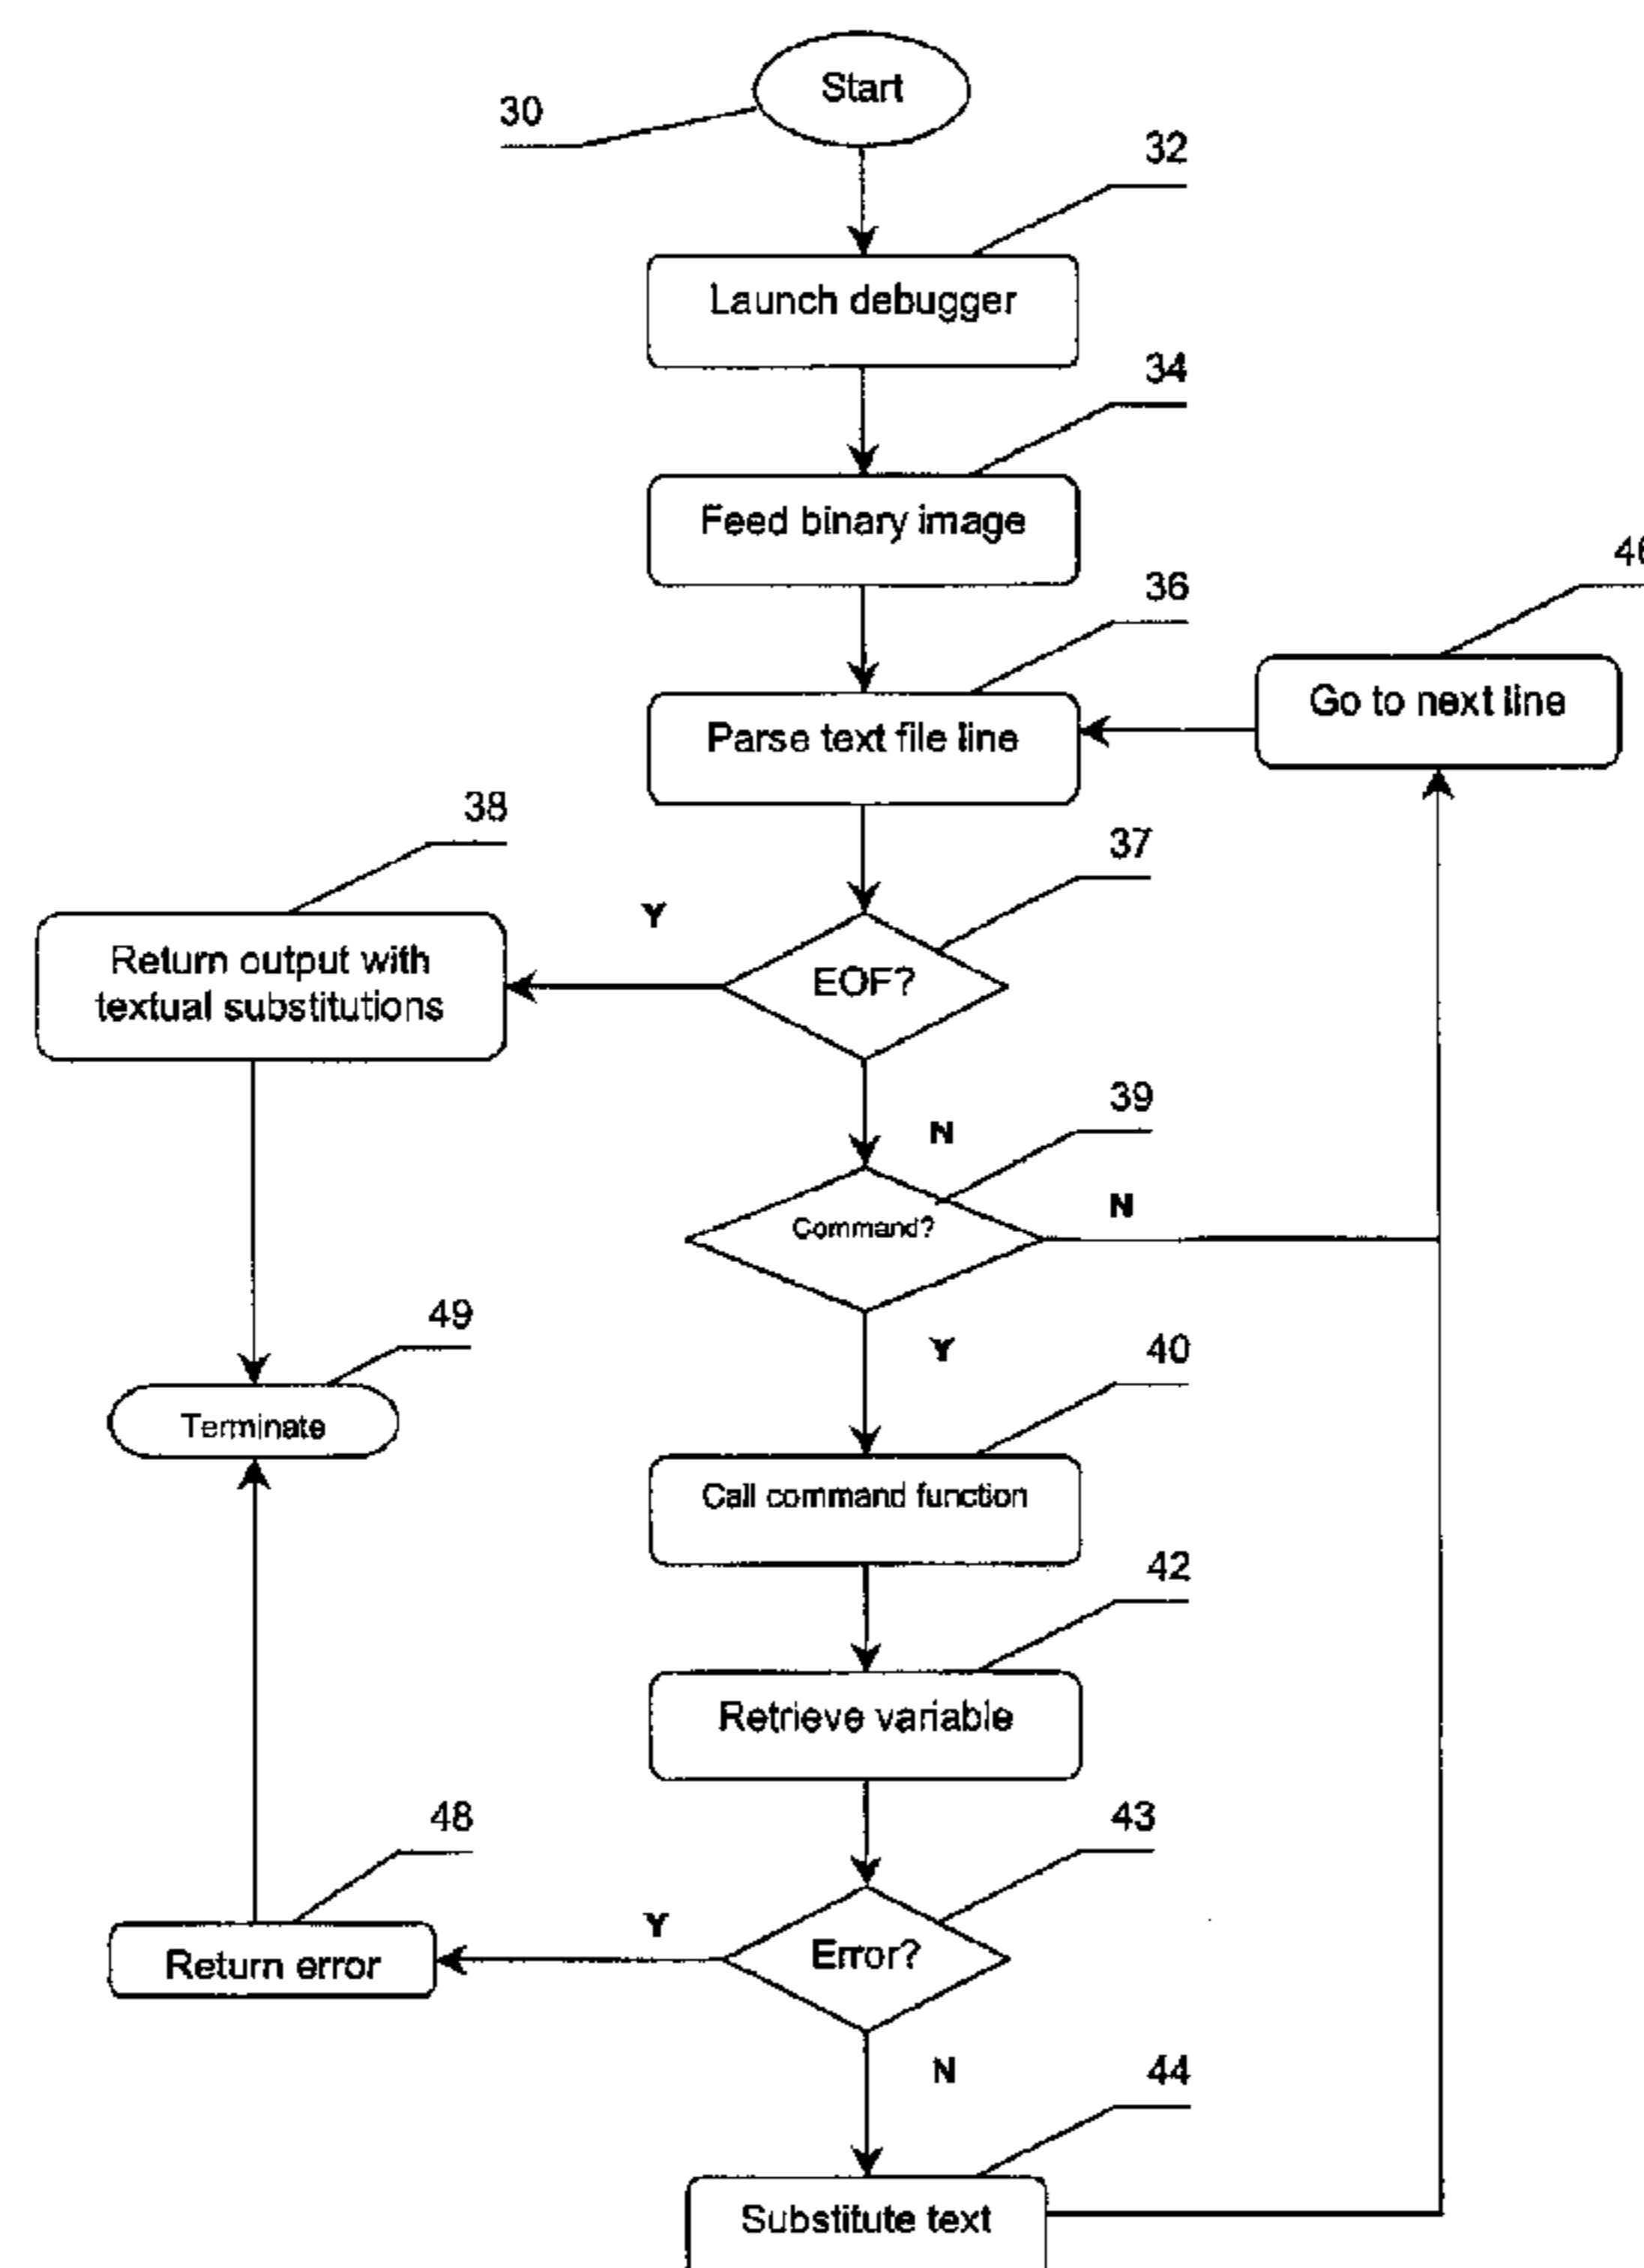 Start
30
32
Launch debugger
34
Feed binary image
36
Parse text file line
46
Go to next line
38
37
Y
EOF?
Return output with
textual substitutions
39
N
N
Command?
49
Y
40
Terminate
Call command function
42
Retrieve variable
48
43
Y
Error?
Return error
N
44
Substitute text